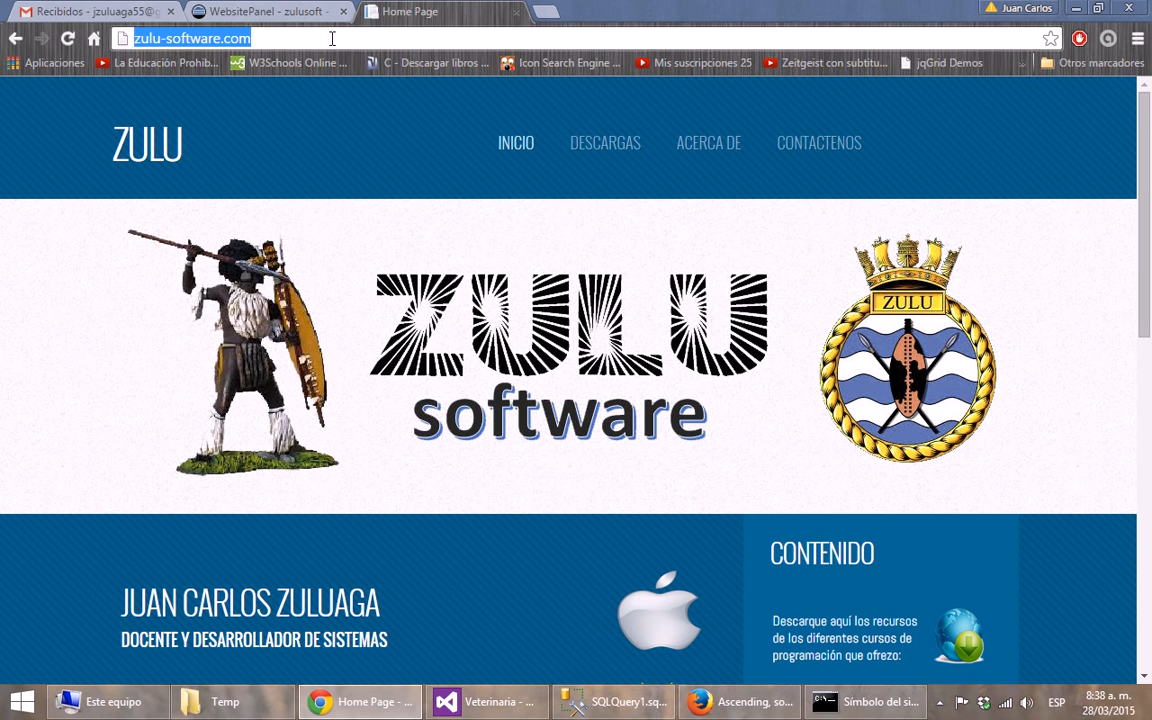 Recibidos - jzuluaga55@g
WebsitePanel - zulusoft -
Home Page
Juan Carlos
zulu-software.com
Aplicaciones
La Educación Prohib...
W3Schools Online ...
C - Descargar libros ...
Icon Search Engine ...
Mis suscripciones 25
Zeitgeist con subtitu...
jqGrid Demos
»
Otros marcadores
ZULU
INICIO
DESCARGAS
ACERCA DE
CONTACTENOS
ZULU
software
ZULU
JUAN CARLOS ZULUAGA
DOCENTE Y DESARROLLADOR DE SISTEMAS
CONTENIDO
Descarque aquí los recursos
de los diferentes cursos de
programación que ofrezo:
Este equipo
Temp
Home Page - ...
Veterinaria - ...
SQLQuery1.sq...
Ascending, so...
Símbolo del si...
ESP
8:38 a. m.
28/03/2015